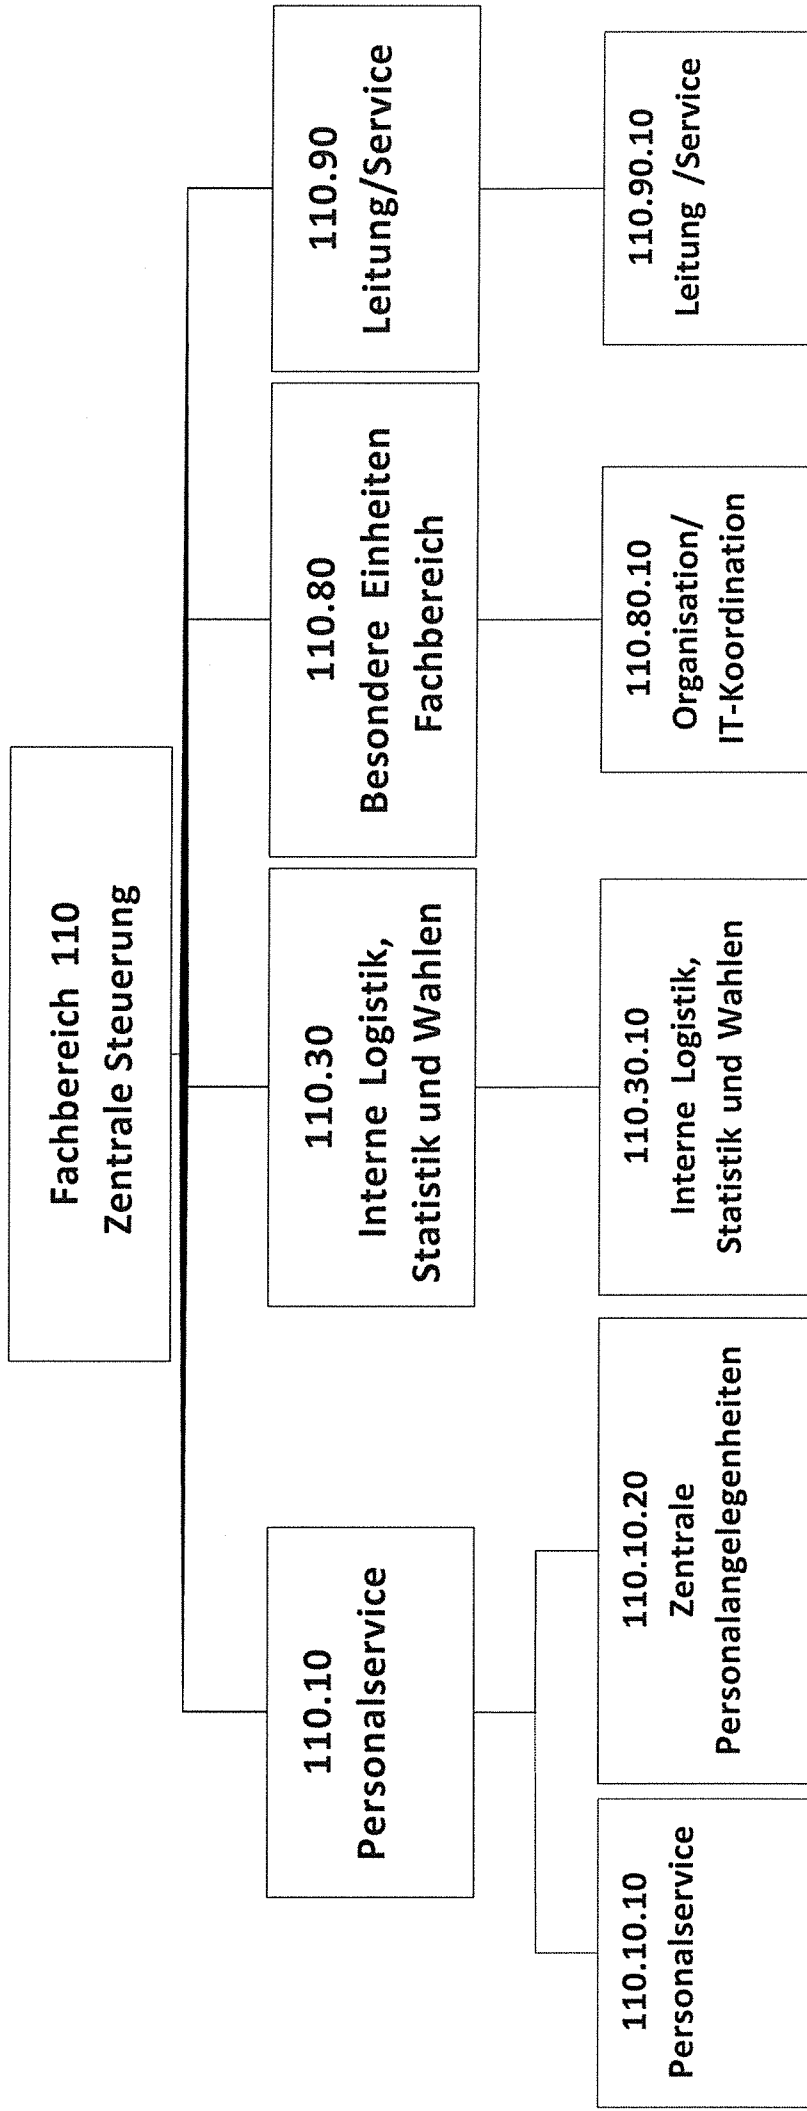 Fachbereich 110
Zentrale Steuerung
110.10
Personalservice
110.30
Interne Logistik,
Statistik und Wahlen
110.80
Besondere Einheiten
Fachbereich
110.90
Leitung/Service
110.10.10
Personalservice
110.10.20
Zentrale
Personalangelegenheiten
110.30.10
Interne Logistik,
Statistik und Wahlen
110.80.10
Organisation/
IT-Koordination
110.90.10
Leitung /Service